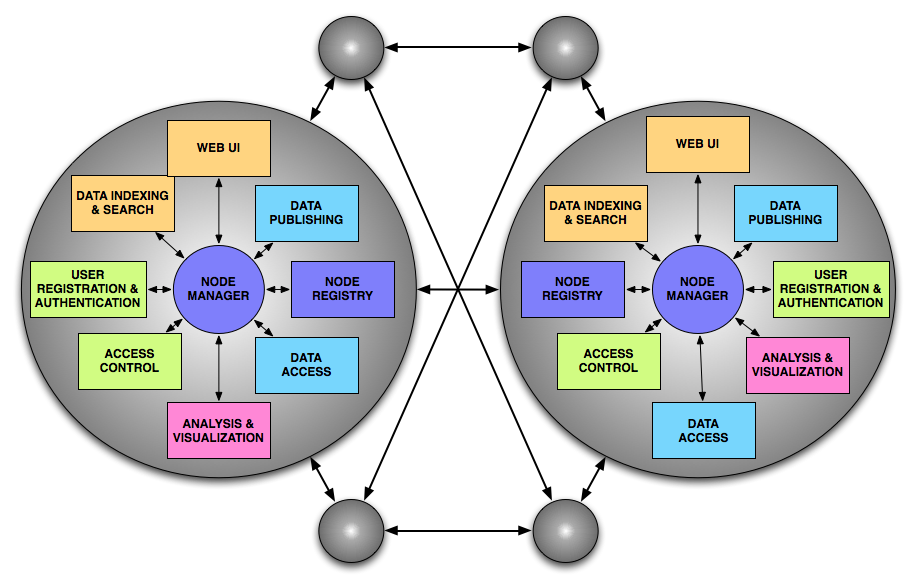 WEB UI
DATA INDEXING
& SEARCH
DATA
PUBLISHING
USER
REGISTRATION &
AUTHENTICATION
NODE
MANAGER
NODE
REGISTRY
ACCESS
CONTROL
DATA
ACCESS
ANALYSIS &
VISUALIZATION
WEB UI
DATA INDEXING
& SEARCH
DATA
PUBLISHING
NODE
REGISTRY
NODE
MANAGER
USER
REGISTRATION &
AUTHENTICATION
ACCESS
CONTROL
ANALYSIS &
VISUALIZATION
DATA
ACCESS